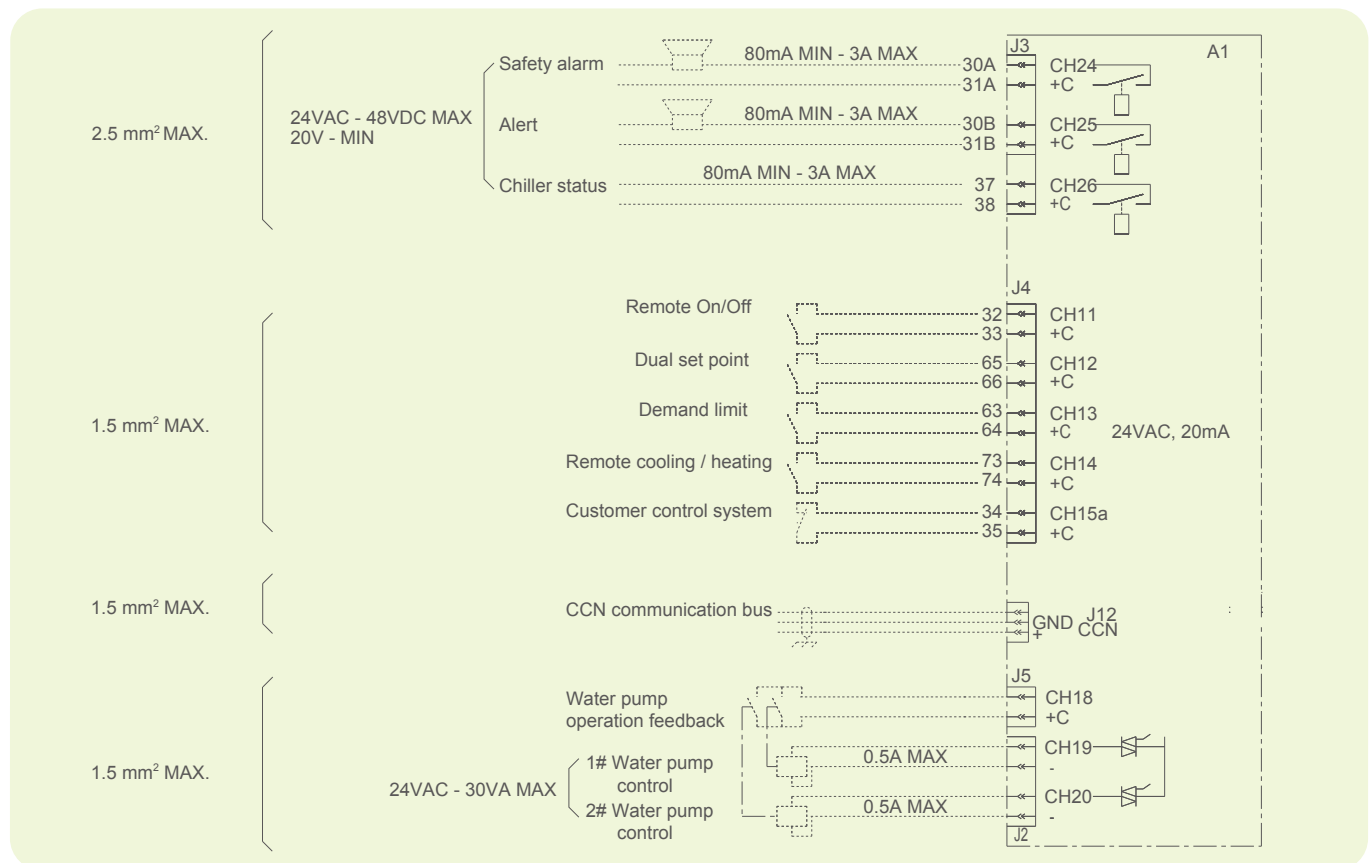 J3
A1
Safety alarm
80mA MIN - 3A MAX
30A
CH24
31A
+C
2.5 mm² MAX.
24VAC - 48VDC MAX
20V - MIN
Alert
80mA MIN - 3A MAX
30B
CH25
31B
+C
Chiller status
80mA MIN - 3A MAX
37
CH26
38
+C
J4
1.5 mm² MAX.
Remote On/Off
32
CH11
33
+C
Dual set point
65
CH12
66
+C
Demand limit
63
CH13
64
+C
24VAC, 20mA
Remote cooling / heating
73
CH14
74
+C
Customer control system
34
CH15a
35
+C
1.5 mm² MAX.
CCN communication bus
GND
+
J12
CCN
J5
1.5 mm² MAX.
Water pump
operation feedback
CH18
+C
24VAC - 30VA MAX
1# Water pump
control
0.5A MAX
CH19
-
2# Water pump
control
0.5A MAX
CH20
-
J2